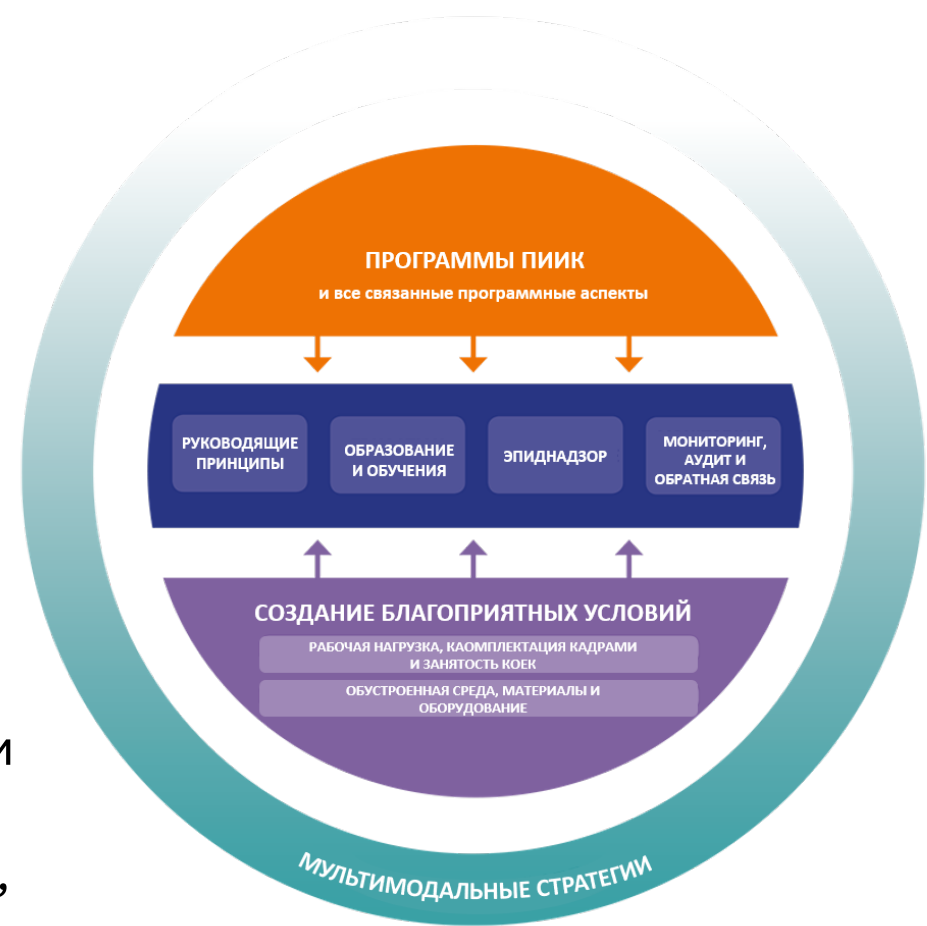 ПРОГРАММЫ ПИИК
и все связанные программные аспекты
РУКОВОДЯЩИЕ
ПРИНЦИПЫ
ОБРАЗОВАНИЕ
И ОБУЧЕНИЯ
ЭПИДНАДЗОР
МОНИТОРИНГ,
АУДИТ И
ОБРАТНАЯ СВЯЗЬ
СОЗДАНИЕ БЛАГОПРИЯТНЫХ УСЛОВИЙ
РАБОЧАЯ НАГРУЗКА, КАОМПЛЕКТАЦИЯ КАДРАМИ
И ЗАНЯТОСТЬ КОЕК
ОБУСТРОЕННАЯ СРЕДА, МАТЕРИАЛЫ И
ОБОРУДОВАНИЕ
и
,
МУЛЬТИМОДАЛЬНЫЕ СТРАТЕГИИ